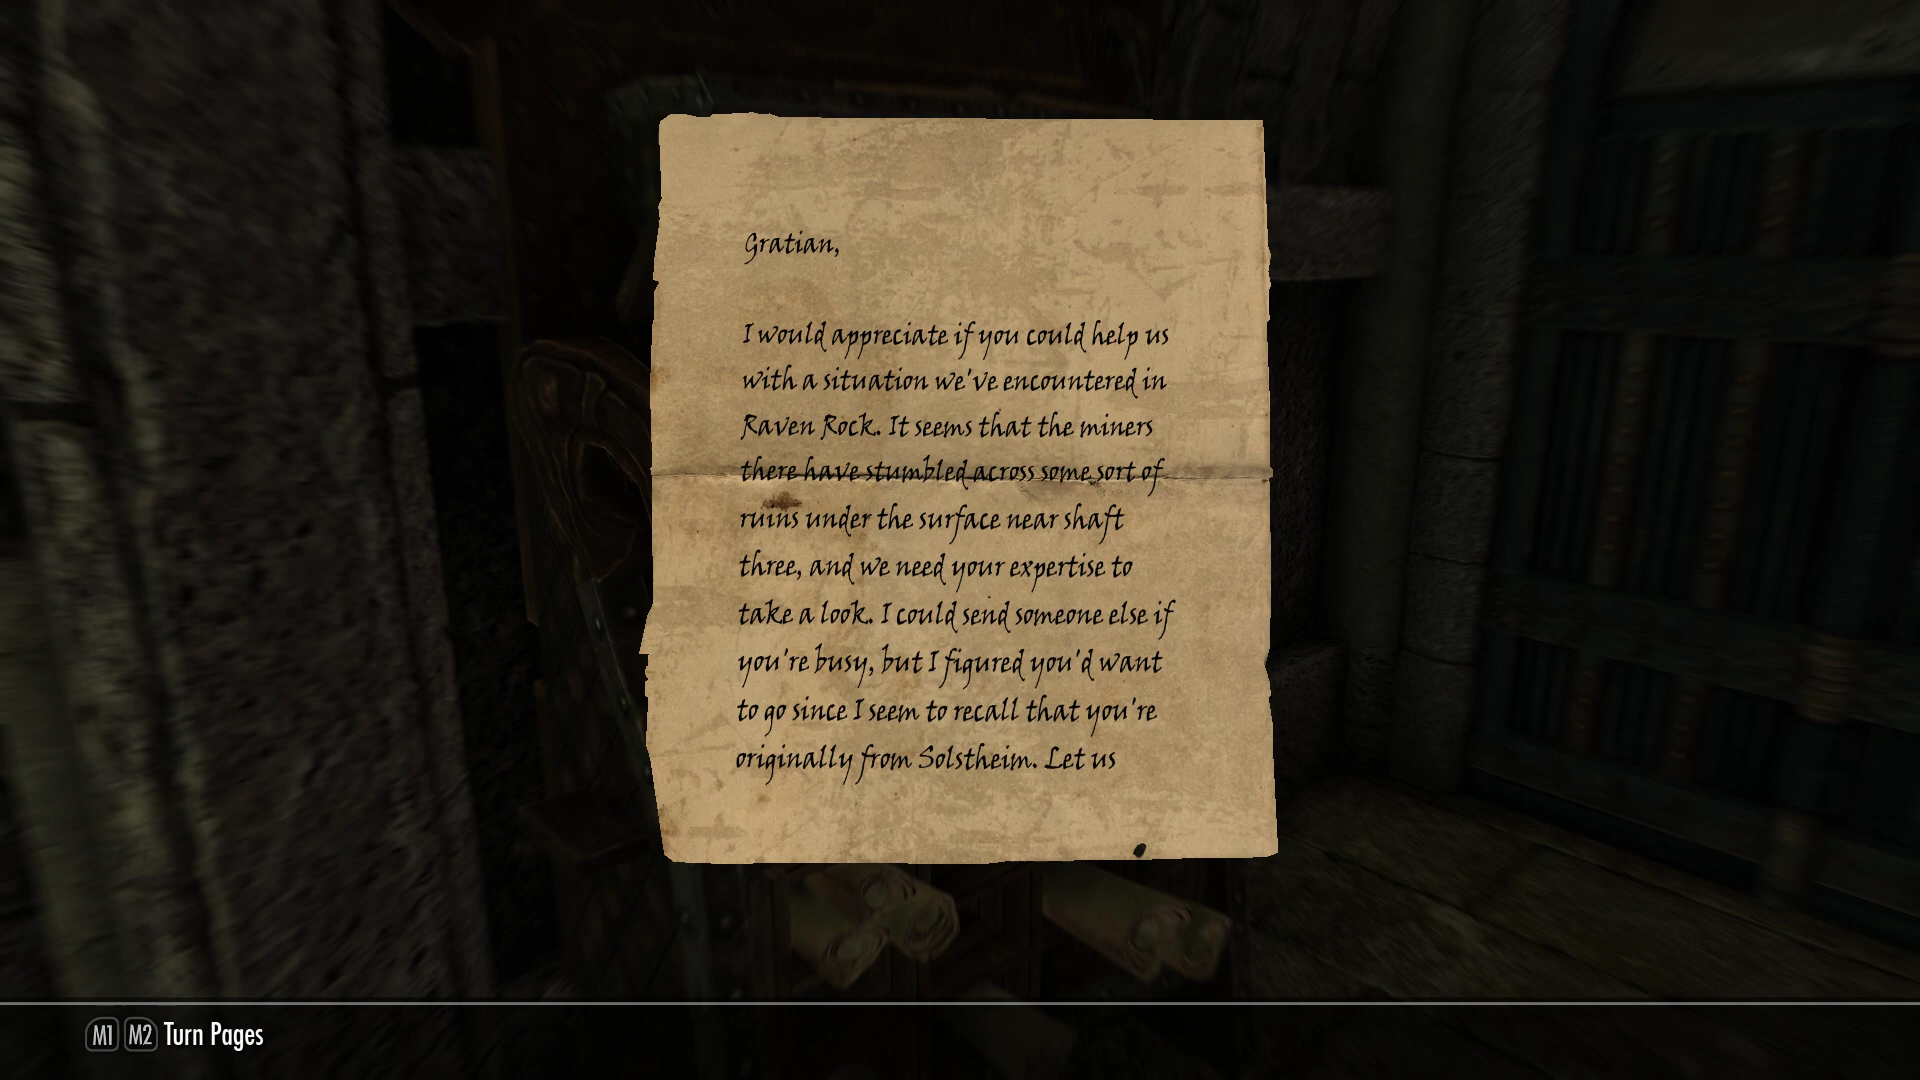 Gratian,
I would appreciate if you could help us
with a situation we've encountered in
Raven Rock. It seems that the miners
there have stumbled across some sort of
ruins under the surface near shaft
three, and we need your expertise to
take a look. I could send someone else if
you're busy, but I figured you'd want
to go since I seem to recall that you're
originally from Solstheim. Let us
M1 M2 Turn Pages